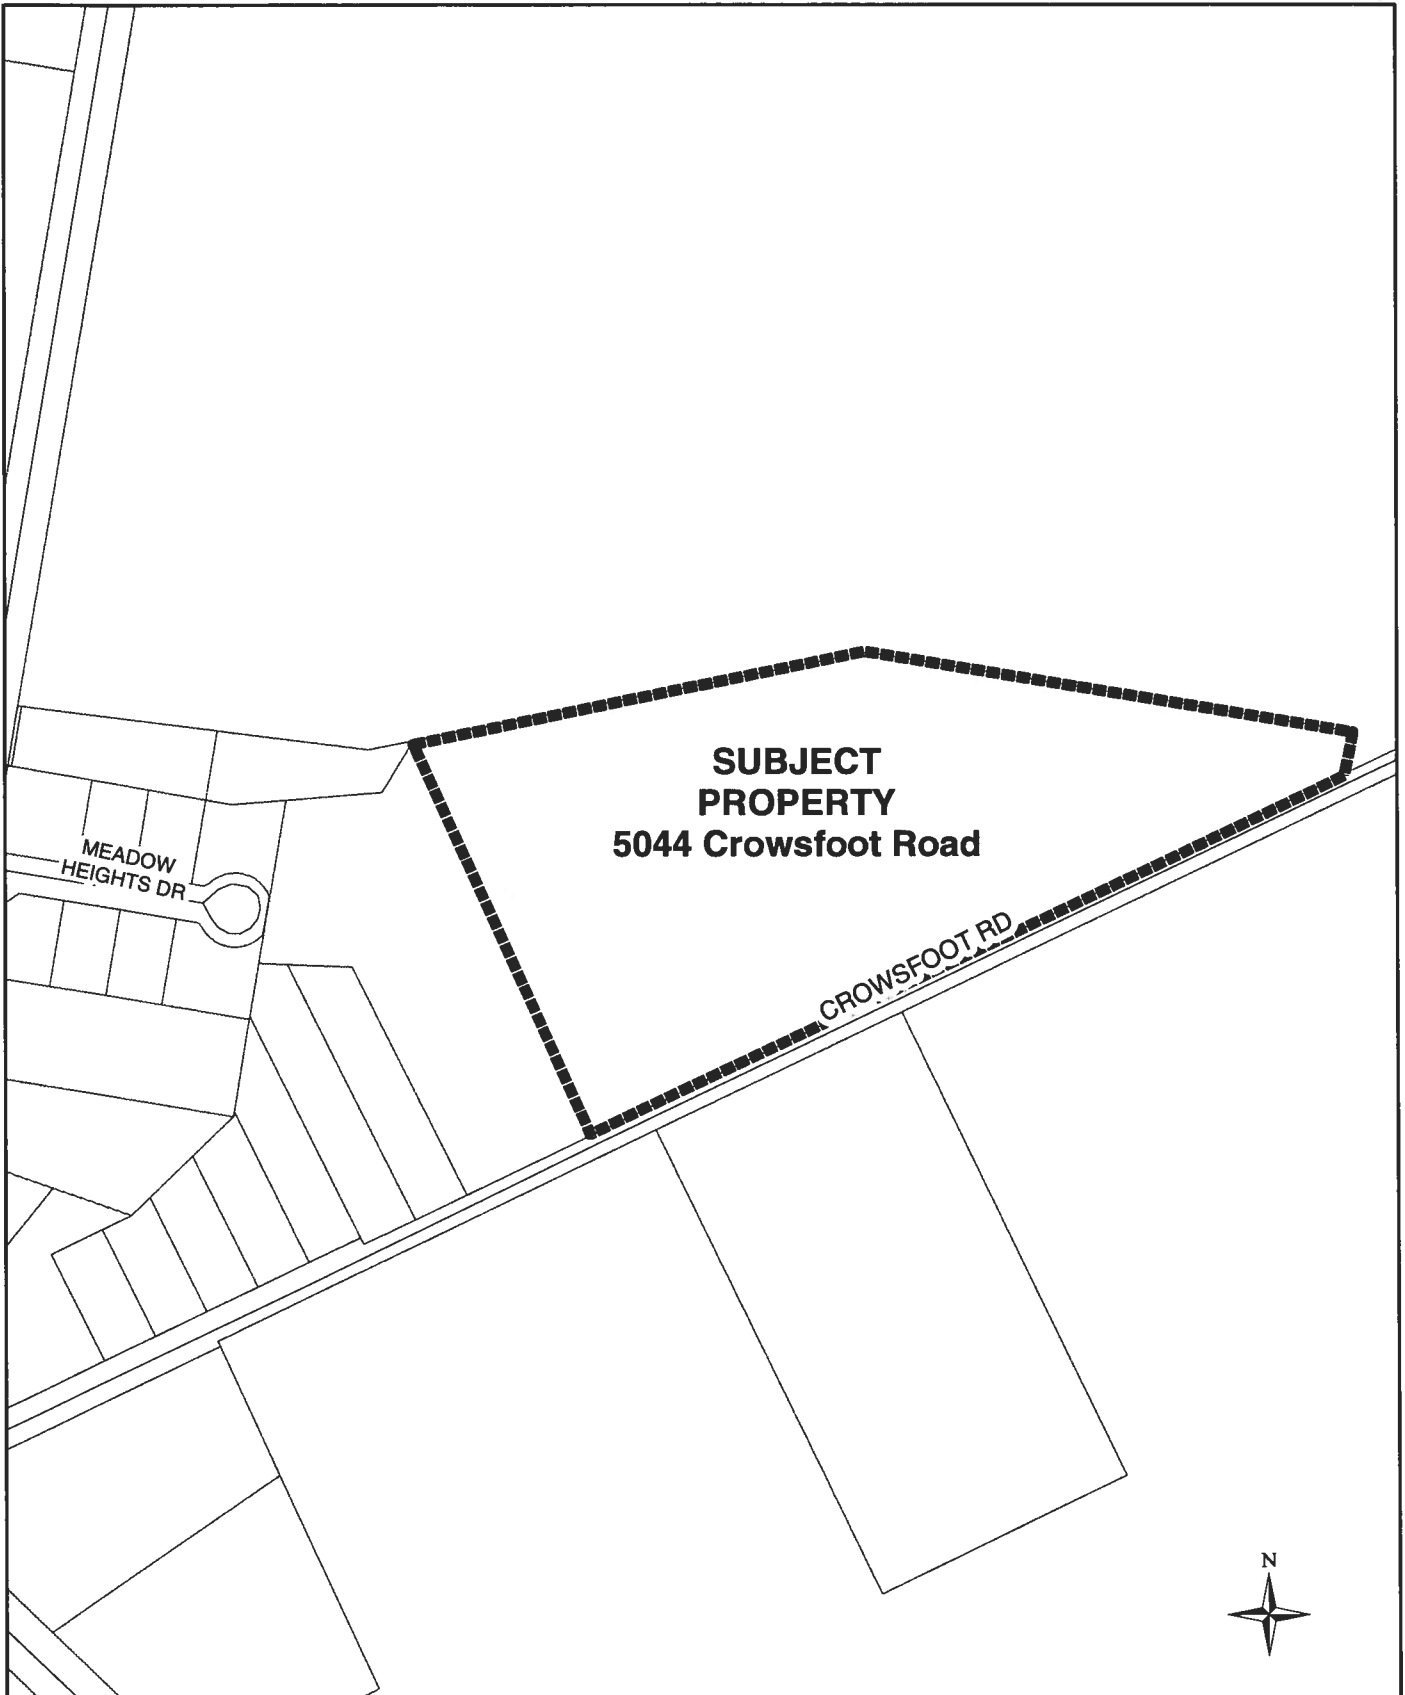 SUBJECT
PROPERTY
5044 Crowsfoot Road
MEADOW
HEIGHTS DR
CROWSFOOT RD
N